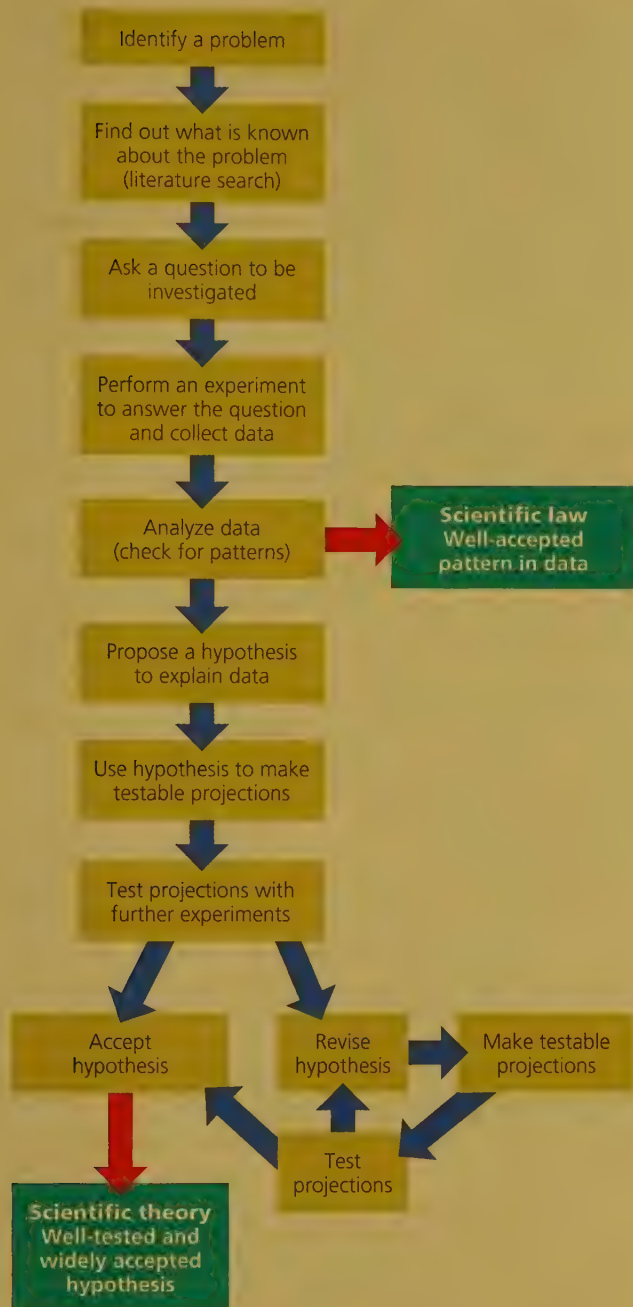 Identify a problem
Find out what is known
about the problem
(literature search)
Ask a question to be
investigated
Perform an experiment
to answer the question
and collect data
Analyze data
(check for patterns)
Scientific law
Well-accepted
pattern in data
Propose a hypothesis
to explain data
Use hypothesis to make
testable projections
Test projections with
further experiments
Accept
hypothesis
Revise
hypothesis
Make testable
projections
Test
projections
Scientific theory
Well-tested and
widely accepted
hypothesis